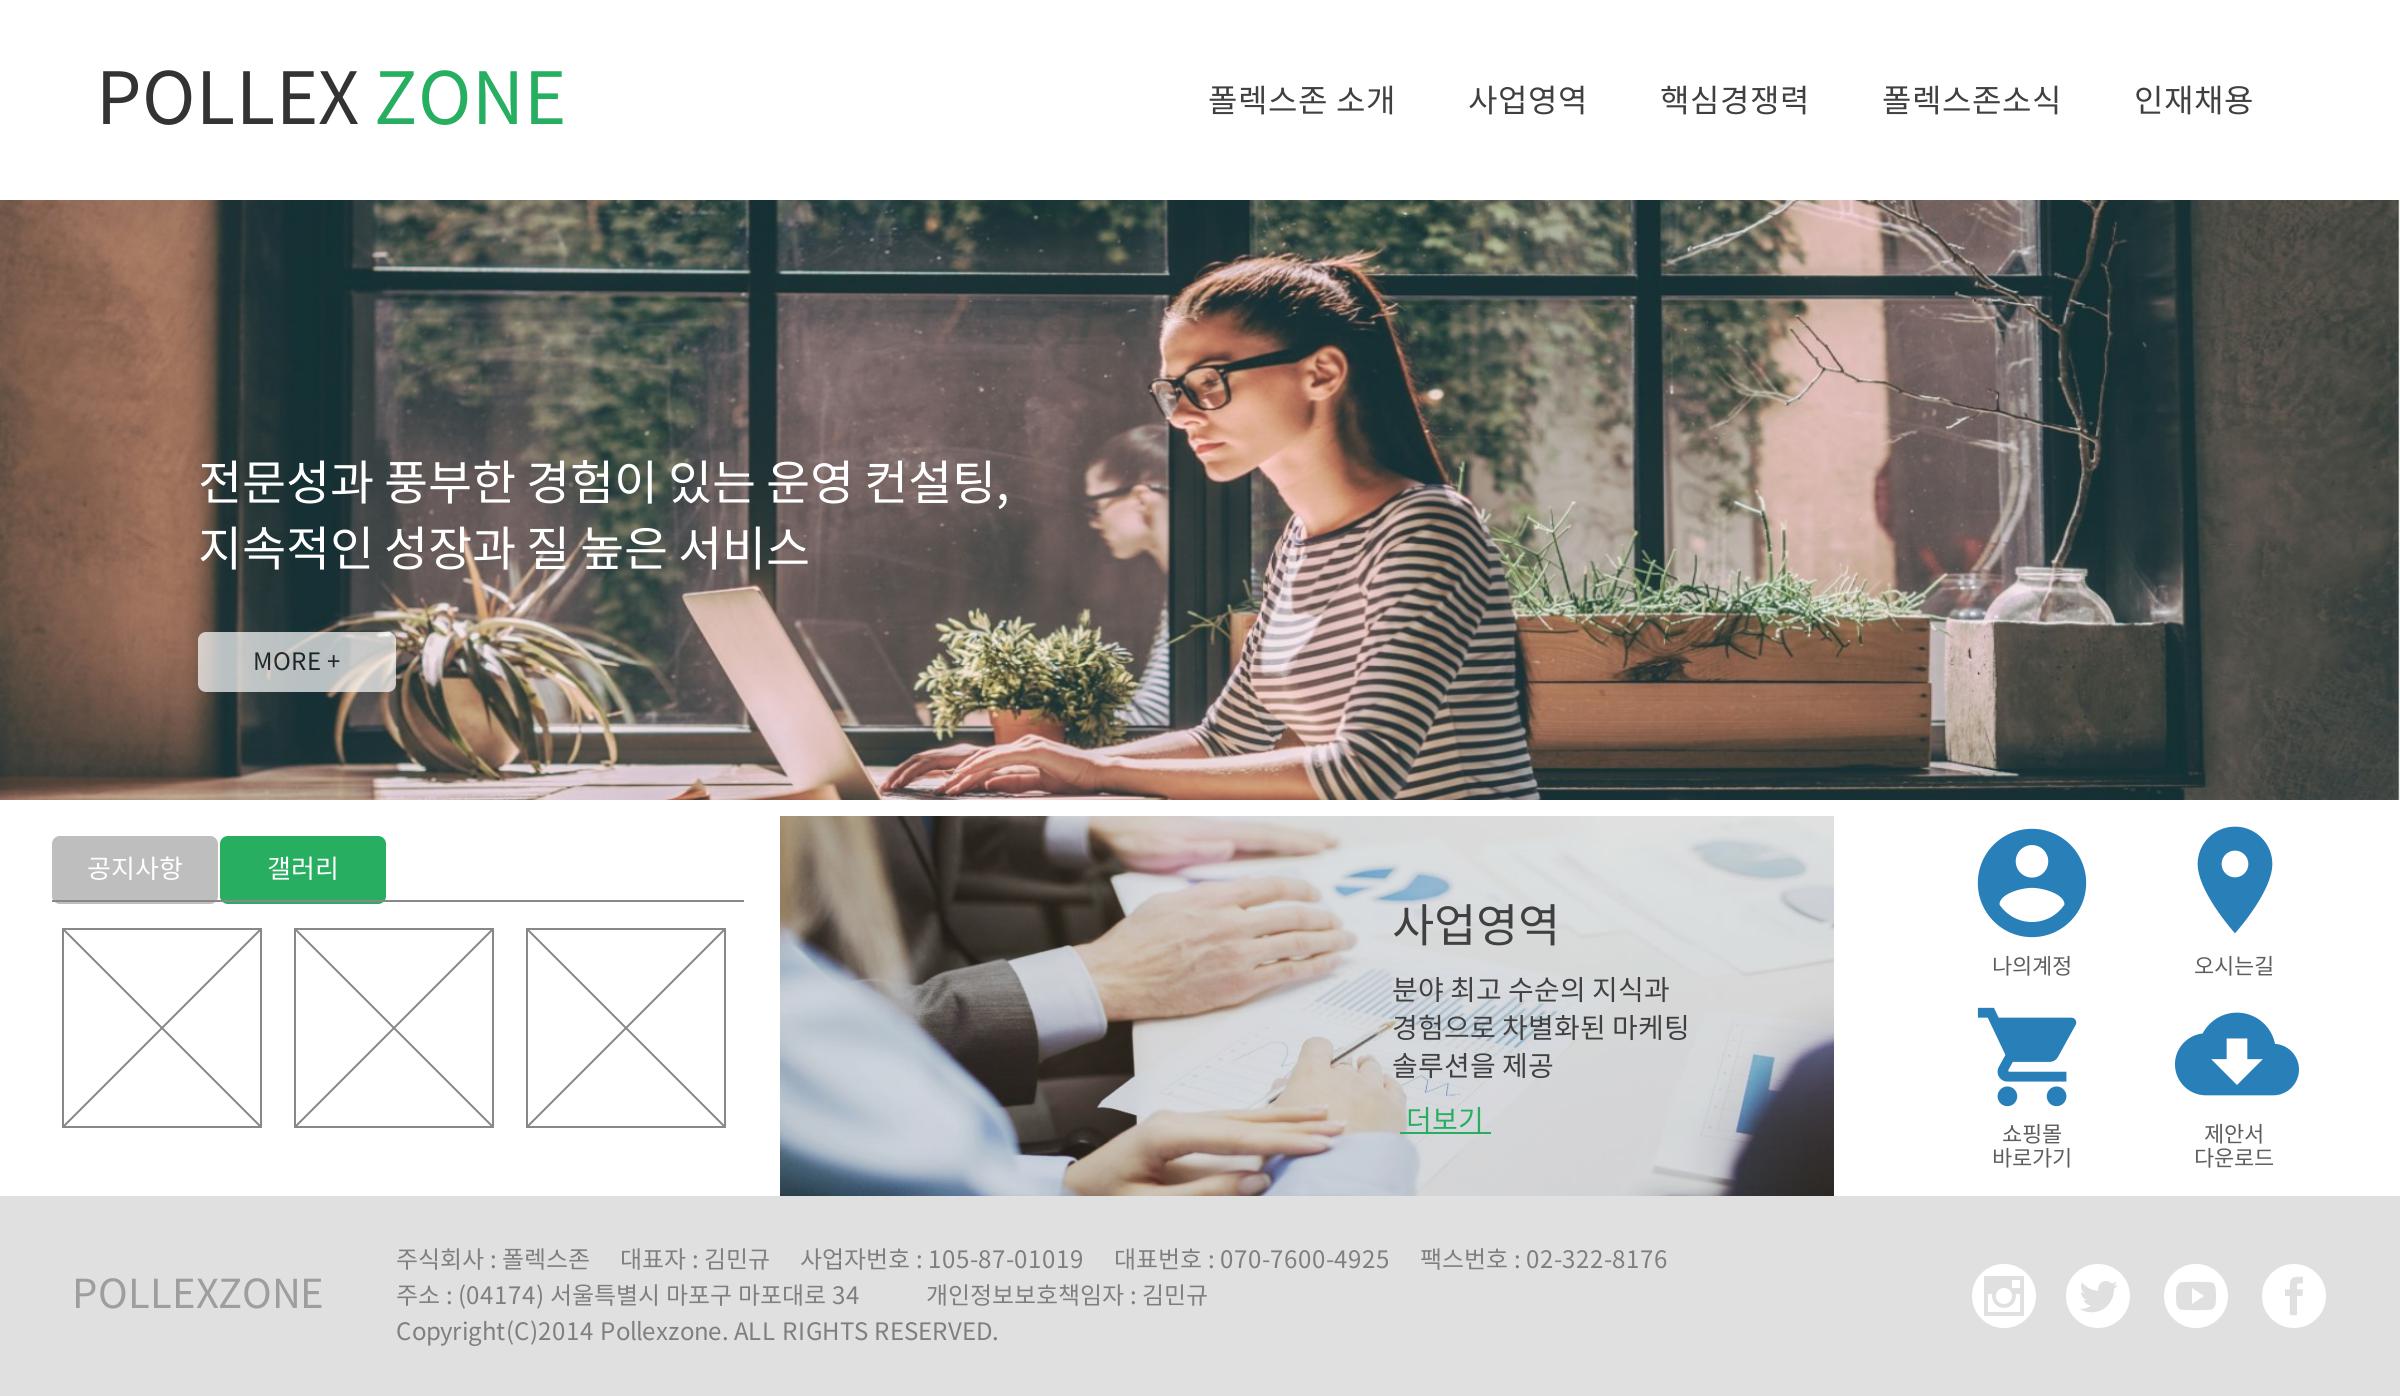 POLLEX ZONE
폴렉스존 소개 사업영역 핵심경쟁력 폴렉스존소식 인재채용
전문성과 풍부한 경험이 있는 운영 컨설팅,
지속적인 성장과 질 높은 서비스
MORE +
공지사항 갤러리
사업영역
분야 최고 수순의 지식과
경험으로 차별화된 마케팅
솔루션을 제공
더보기
나의계정 오시는길
쇼핑몰
바로가기
제안서
다운로드
POLLEXZONE
주식회사 : 폴렉스존 대표자 : 김민규 사업자번호 : 105-87-01019 대표번호 : 070-7600-4925 팩스번호 : 02-322-8176
주소 : (04174) 서울특별시 마포구 마포대로 34 개인정보보호책임자 : 김민규
Copyright(C)2014 Pollexzone. ALL RIGHTS RESERVED.